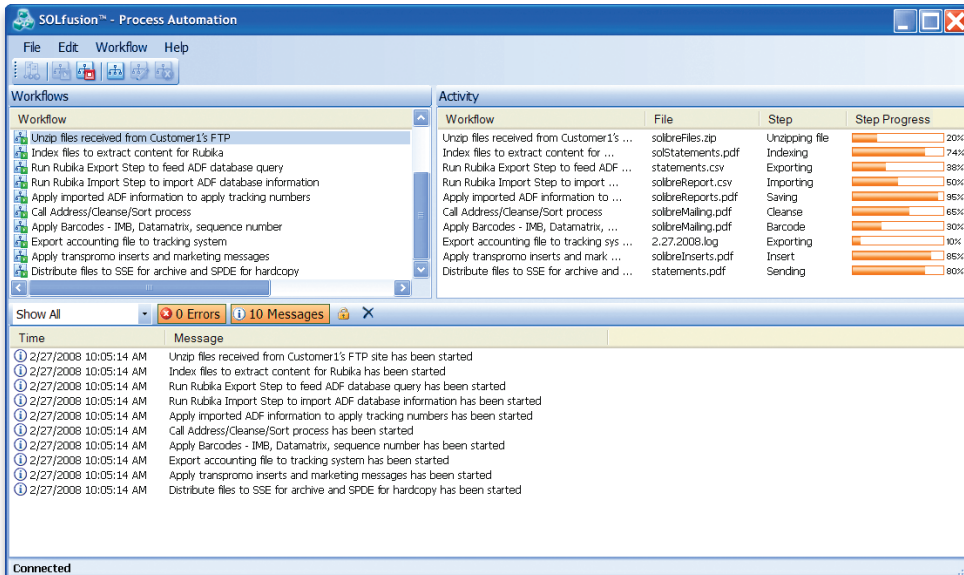 SOLfusion™ - Process Automation
File Edit Workflow Help
Workflows
Workflow
Unzip files received from Customer1's FTP
Index files to extract content for Rubika
Run Rubika Export Step to feed ADF database query
Run Rubika Import Step to import ADF database information
Apply imported ADF information to apply tracking numbers
Call Address/Cleanse/Sort process
Apply Barcodes - IMB, Datamatrix, sequence number
Export accounting file to tracking system
Apply transpromo inserts and marketing messages
Distribute files to SSE for archive and SPDE for hardcopy
Activity
Workflow File Step Step Progress
Unzip files received from Customer1's ... solibreFiles.zip Unzipping file 20%
Index files to extract content for ... solStatements.pdf Indexing 74%
Run Rubika Export Step to feed ADF ... statements.csv Exporting 38%
Run Rubika Import Step to import ... solibreReport.csv Importing 50%
Apply imported ADF information to ... solibreReports.pdf Saving 95%
Call Address/Cleanse/Sort process solibreMailing.pdf Cleanse 65%
Apply Barcodes - IMB, Datamatrix, ... solibreMailing.pdf Barcode 30%
Export accounting file to tracking sys ... 2.27.2008.log Exporting 10%
Apply transpromo inserts and mark ... solibreInserts.pdf Insert 85%
Distribute files to SSE for archive and ... statements.pdf Sending 80%
Show All 0 Errors 10 Messages
Time Message
2/27/2008 10:05:14 AM Unzip files received from Customer1's FTP site has been started
2/27/2008 10:05:14 AM Index files to extract content for Rubika has been started
2/27/2008 10:05:14 AM Run Rubika Export Step to feed ADF database query has been started
2/27/2008 10:05:14 AM Run Rubika Import Step to import ADF database information has been started
2/27/2008 10:05:14 AM Apply imported ADF information to apply tracking numbers has been started
2/27/2008 10:05:14 AM Call Address/Cleanse/Sort process has been started
2/27/2008 10:05:14 AM Apply Barcodes - IMB, Datamatrix, sequence number has been started
2/27/2008 10:05:14 AM Export accounting file to tracking system has been started
2/27/2008 10:05:14 AM Apply transpromo inserts and marketing messages has been started
2/27/2008 10:05:14 AM Distribute files to SSE for archive and SPDE for hardcopy has been started
Connected